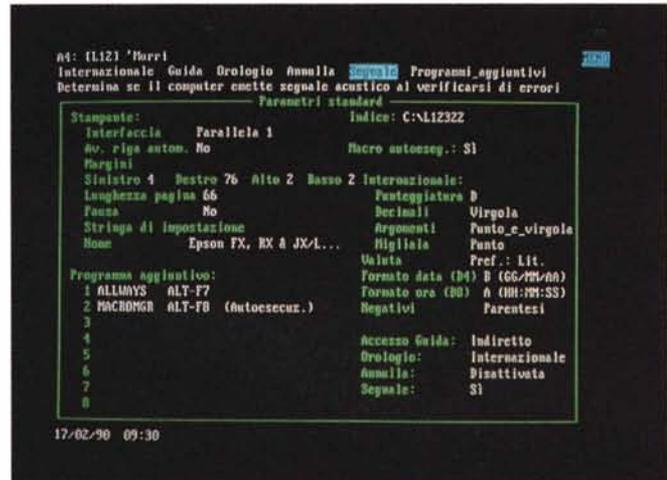 A4: [L12] 'Morri
MENU
Internazionale Guida Orologio Annulla Segnale Programmi_aggiuntivi
Determina se il computer emette segnale acustico al verificarsi di errori
Parametri standard
Stampante: Indice: C:\L12322
Interfaccia Parallela 1
Av. riga autom. No Macro autoeseg.: Sì
Margini
Sinistro 4 Destro 76 Alto 2 Basso 2 Internazionale:
Lunghezza pagina 66 Punteggiatura B
Pausa No Decimali Virgola
Stringa di impostazione Argomenti Punto_e_virgola
Nome Epson FX, RX & JX/L... Migliaia Punto
Valuta Pref.: Lit.
Programma aggiuntivo: Formato data (D4) B (GG/MM/AA)
1 ALLWAYS ALT-F7 Formato ora (D8) A (HH:MM:SS)
2 MACROMGR ALT-F8 (Autoesecuz.) Negativi Parentesi
3
4 Accesso Guida: Indiretto
5 Orologio: Internazionale
6 Annulla: Disattivata
7 Segnale: Sì
8
17/02/90 09:30